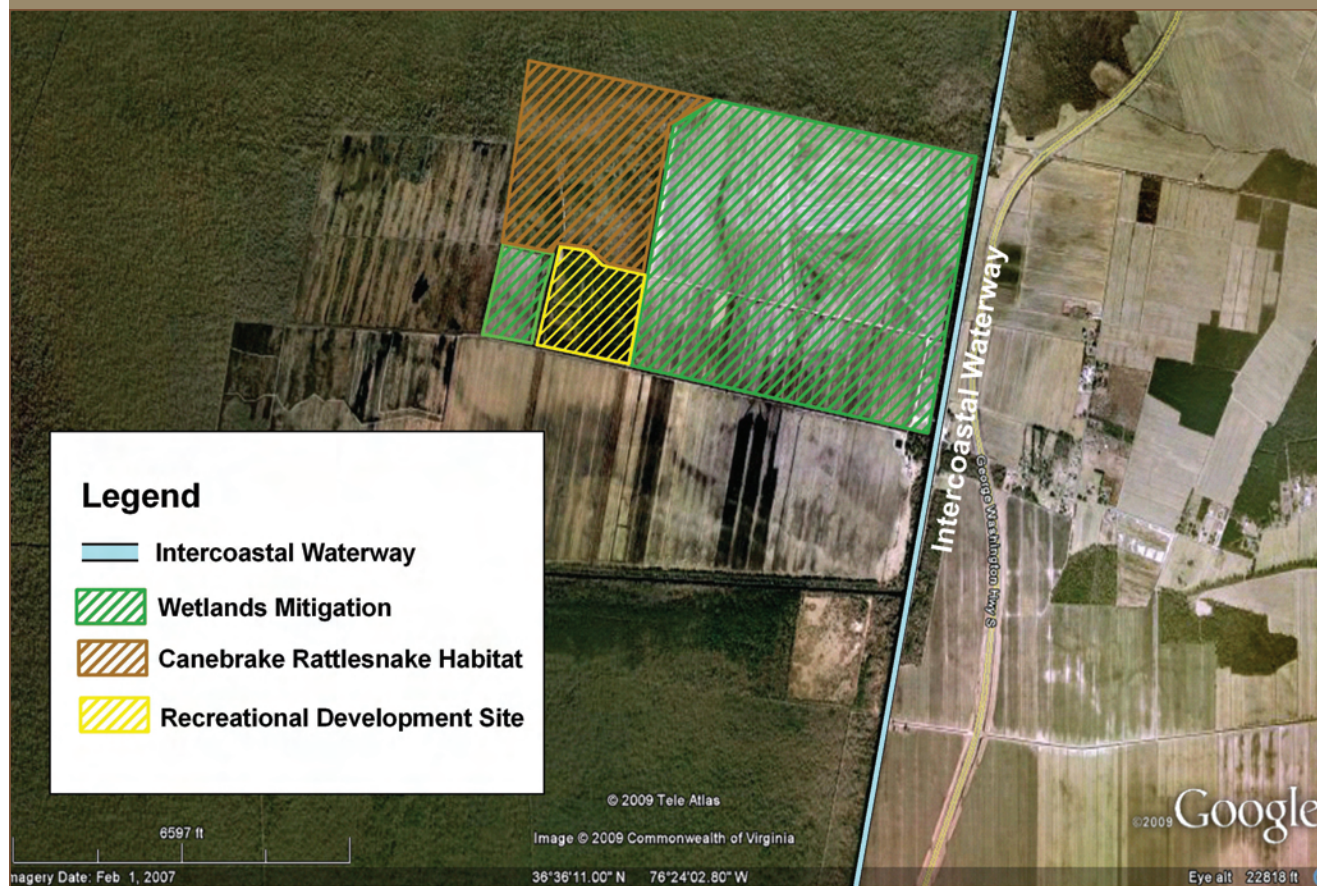 Intercoastal Waterway
George Washington Hwy S
Legend
Intercoastal Waterway
Wetlands Mitigation
Canebrake Rattlesnake Habitat
Recreational Development Site
© 2009 Tele Atlas
6597 ft
Image © 2009 Commonwealth of Virginia
©2009 Google
magery Date: Feb 1, 2007
36°36'11.00" N 76°24'02.80" W
Eye alt 22818 ft